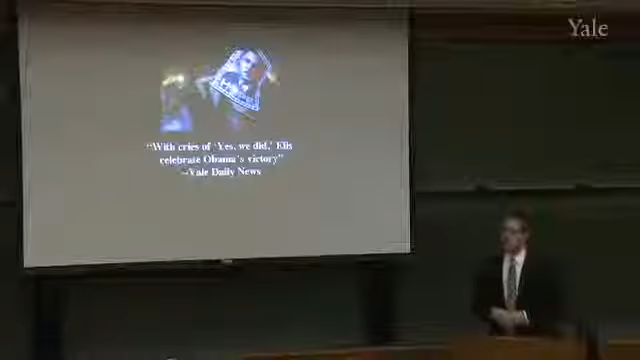 Yale
"With cries of 'Yes, we did,' Elis
celebrate Obama's victory"
~Yale Daily News